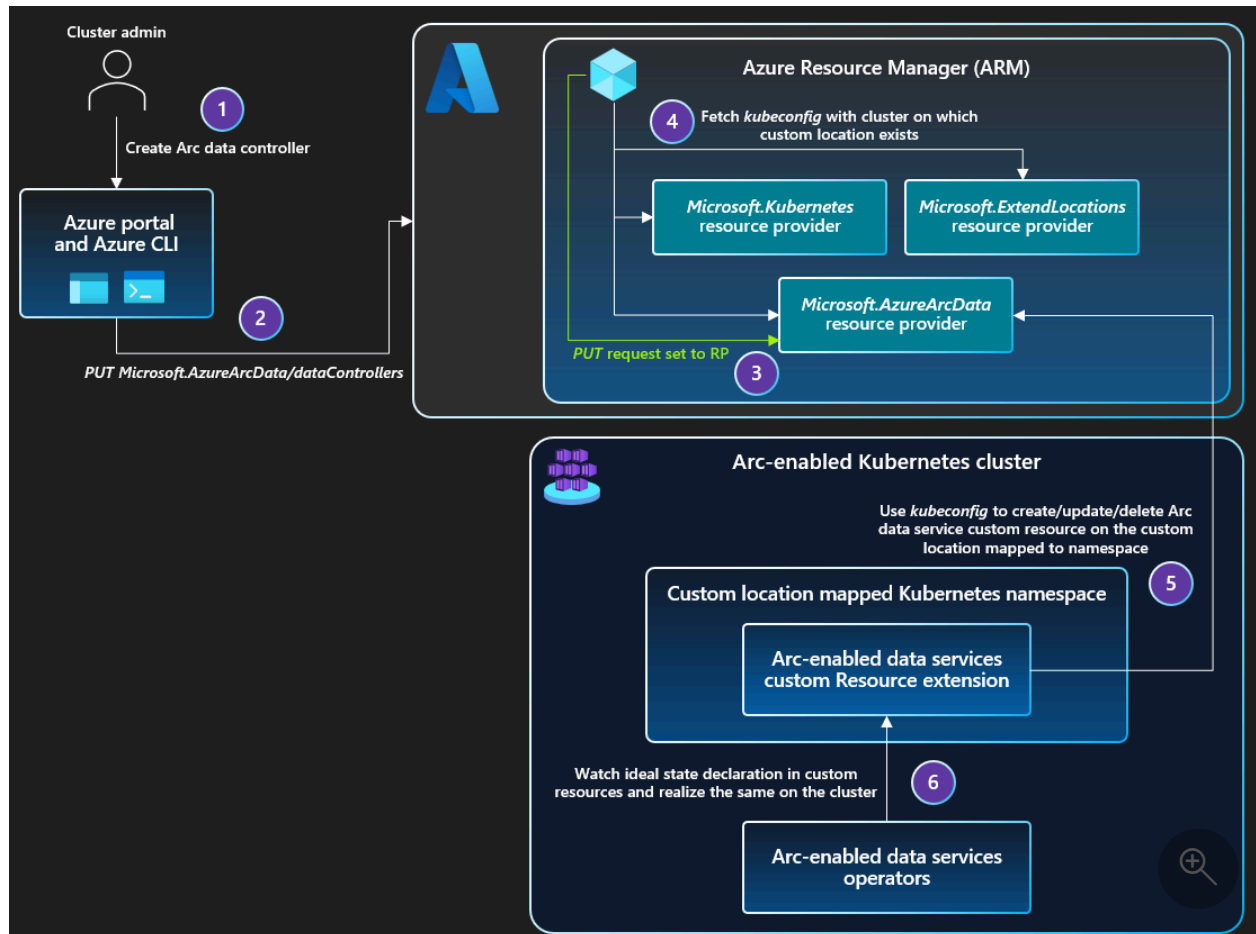 Cluster admin
1
Create Arc data controller
Azure portal
and Azure CLI
>_
2
PUT Microsoft.AzureArcData/dataControllers
Azure Resource Manager (ARM)
4
Fetch kubeconfig with cluster on which
custom location exists
Microsoft.Kubernetes
resource provider
Microsoft.ExtendLocations
resource provider
Microsoft.AzureArcData
resource provider
PUT request set to RP
3
Arc-enabled Kubernetes cluster
Use kubeconfig to create/update/delete Arc
data service custom resource on the custom
location mapped to namespace
5
Custom location mapped Kubernetes namespace
Arc-enabled data services
custom Resource extension
Watch ideal state declaration in custom
resources and realize the same on the cluster
6
Arc-enabled data services
operators